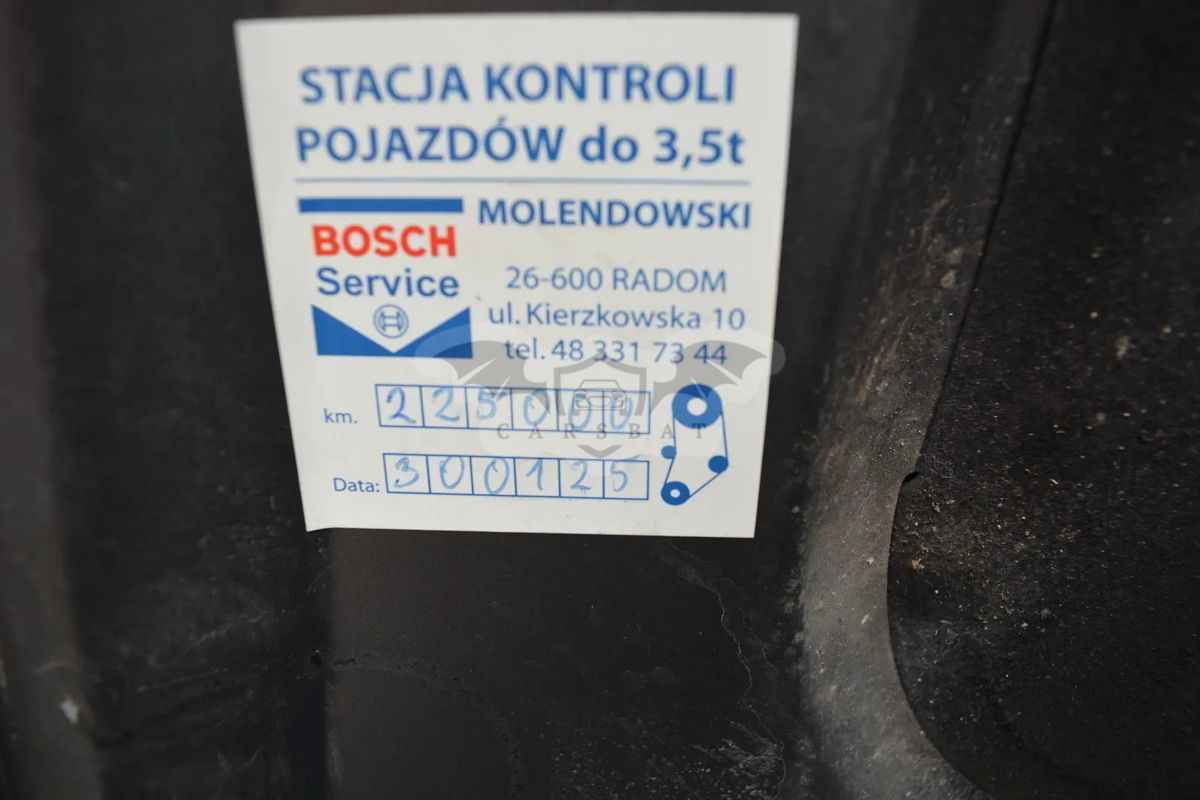 STACJA KONTROLI
POJAZDÓW do 3,5t
MOLENDOWSKI
BOSCH
Service
26-600 RADOM
ul. Kierzkowska 10
tel. 48 331 73 44
km. 225000
CARSBAT
Data: 300125